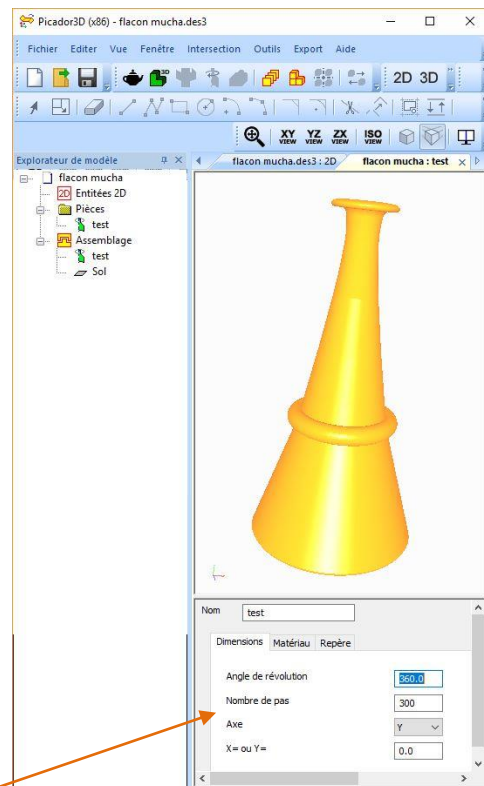 Picador3D (x86) - flacon mucha.des3
Fichier Editer Vue Fenêtre Intersection Outils Export Aide
2D 3D
XY VIEW YZ VIEW ZX VIEW ISO VIEW
Explorateur de modèle
flacon mucha.des3 : 2D flacon mucha : test
flacon mucha
2D Entitées 2D
Pièces
test
Assemblage
test
Sol
Nom test
Dimensions Matériau Repère
Angle de révolution 360.0
Nombre de pas 300
Axe Y
X= ou Y= 0.0